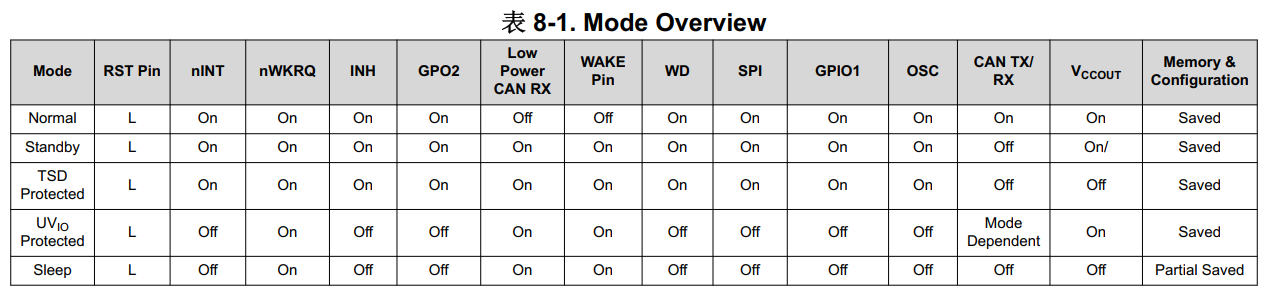 表 8-1. Mode Overview
Mode RST Pin nINT nWKRQ INH GPO2 Low Power CAN RX WAKE Pin WD SPI GPIO1 OSC CAN TX/ RX VCCOUT Memory & Configuration
Normal L On On On On Off Off On On On On On On Saved
Standby L On On On On On On On On On On Off On/ Saved
TSD Protected L On On On On On On On On On On Off Off Saved
UVIO Protected L Off On Off Off On On Off Off Off Off Mode Dependent On Saved
Sleep L Off On Off Off On On Off Off Off Off Off Off Partial Saved